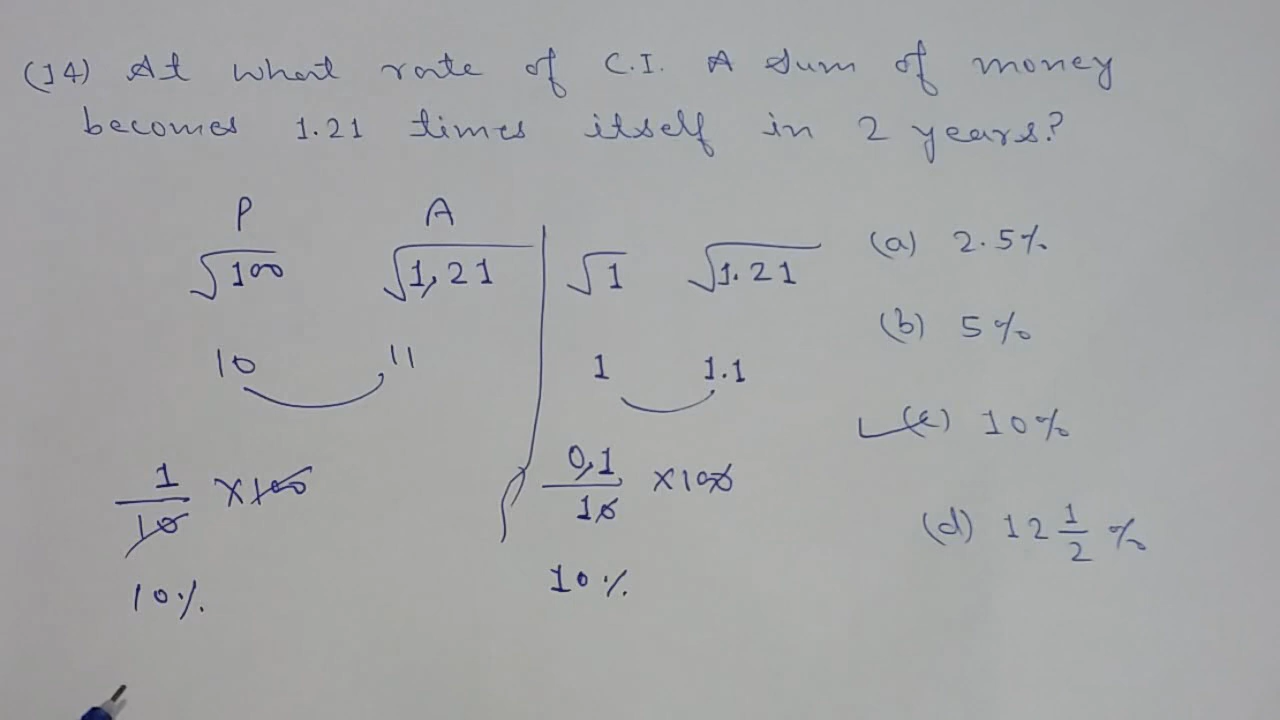 (14) At what rate of C.I. A sum of money
becomes 1.21 times itself in 2 years?
P A
√100 √1,21 √1 √1.21
10 11 1 1.1
1/10 ×100
10%
0,1/10 ×100
10%
(a) 2.5%
(b) 5%
(c) 10%
(d) 12 1/2 %